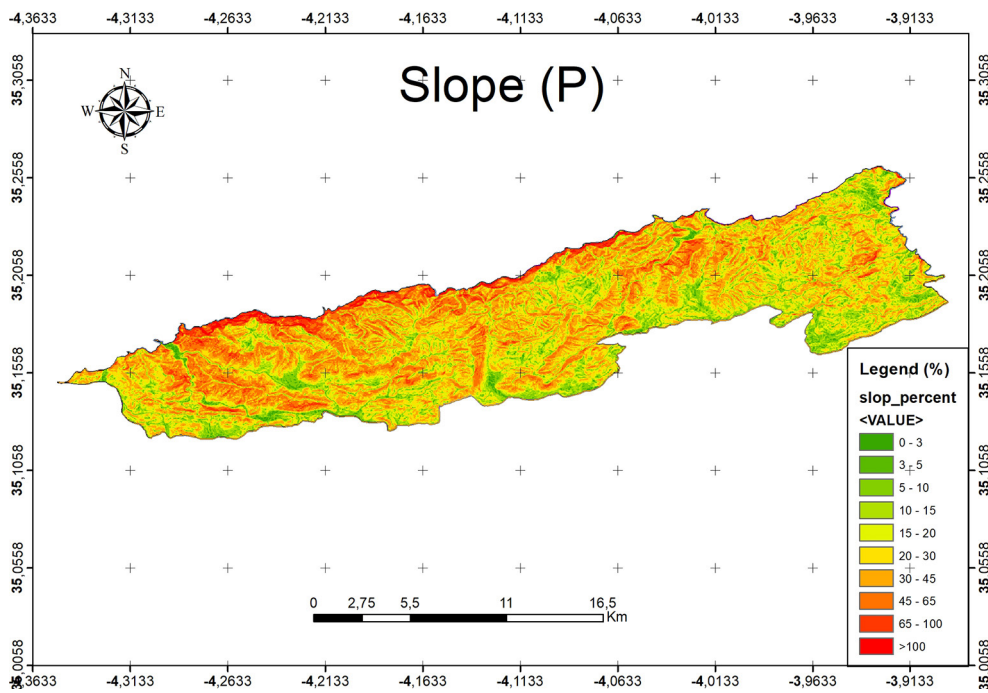 -4,3633 -4,3133 -4,2633 -4,2133 -4,1633 -4,1133 -4,0633 -4,0133 -3,9633 -3,9133
Slope (P)
N
W E
S
35,3058 35,3058
35,2558 35,2558
35,2058 35,2058
35,1558 35,1558
35,1058 35,1058
35,0558 35,0558
35,0058 35,0058
Legend (%)
slop_percent
<VALUE>
0 - 3
3 - 5
5 - 10
10 - 15
15 - 20
20 - 30
30 - 45
45 - 65
65 - 100
>100
0 2,75 5,5 11 16,5
Km
-4,3633 -4,3133 -4,2633 -4,2133 -4,1633 -4,1133 -4,0633 -4,0133 -3,9633 -3,9133